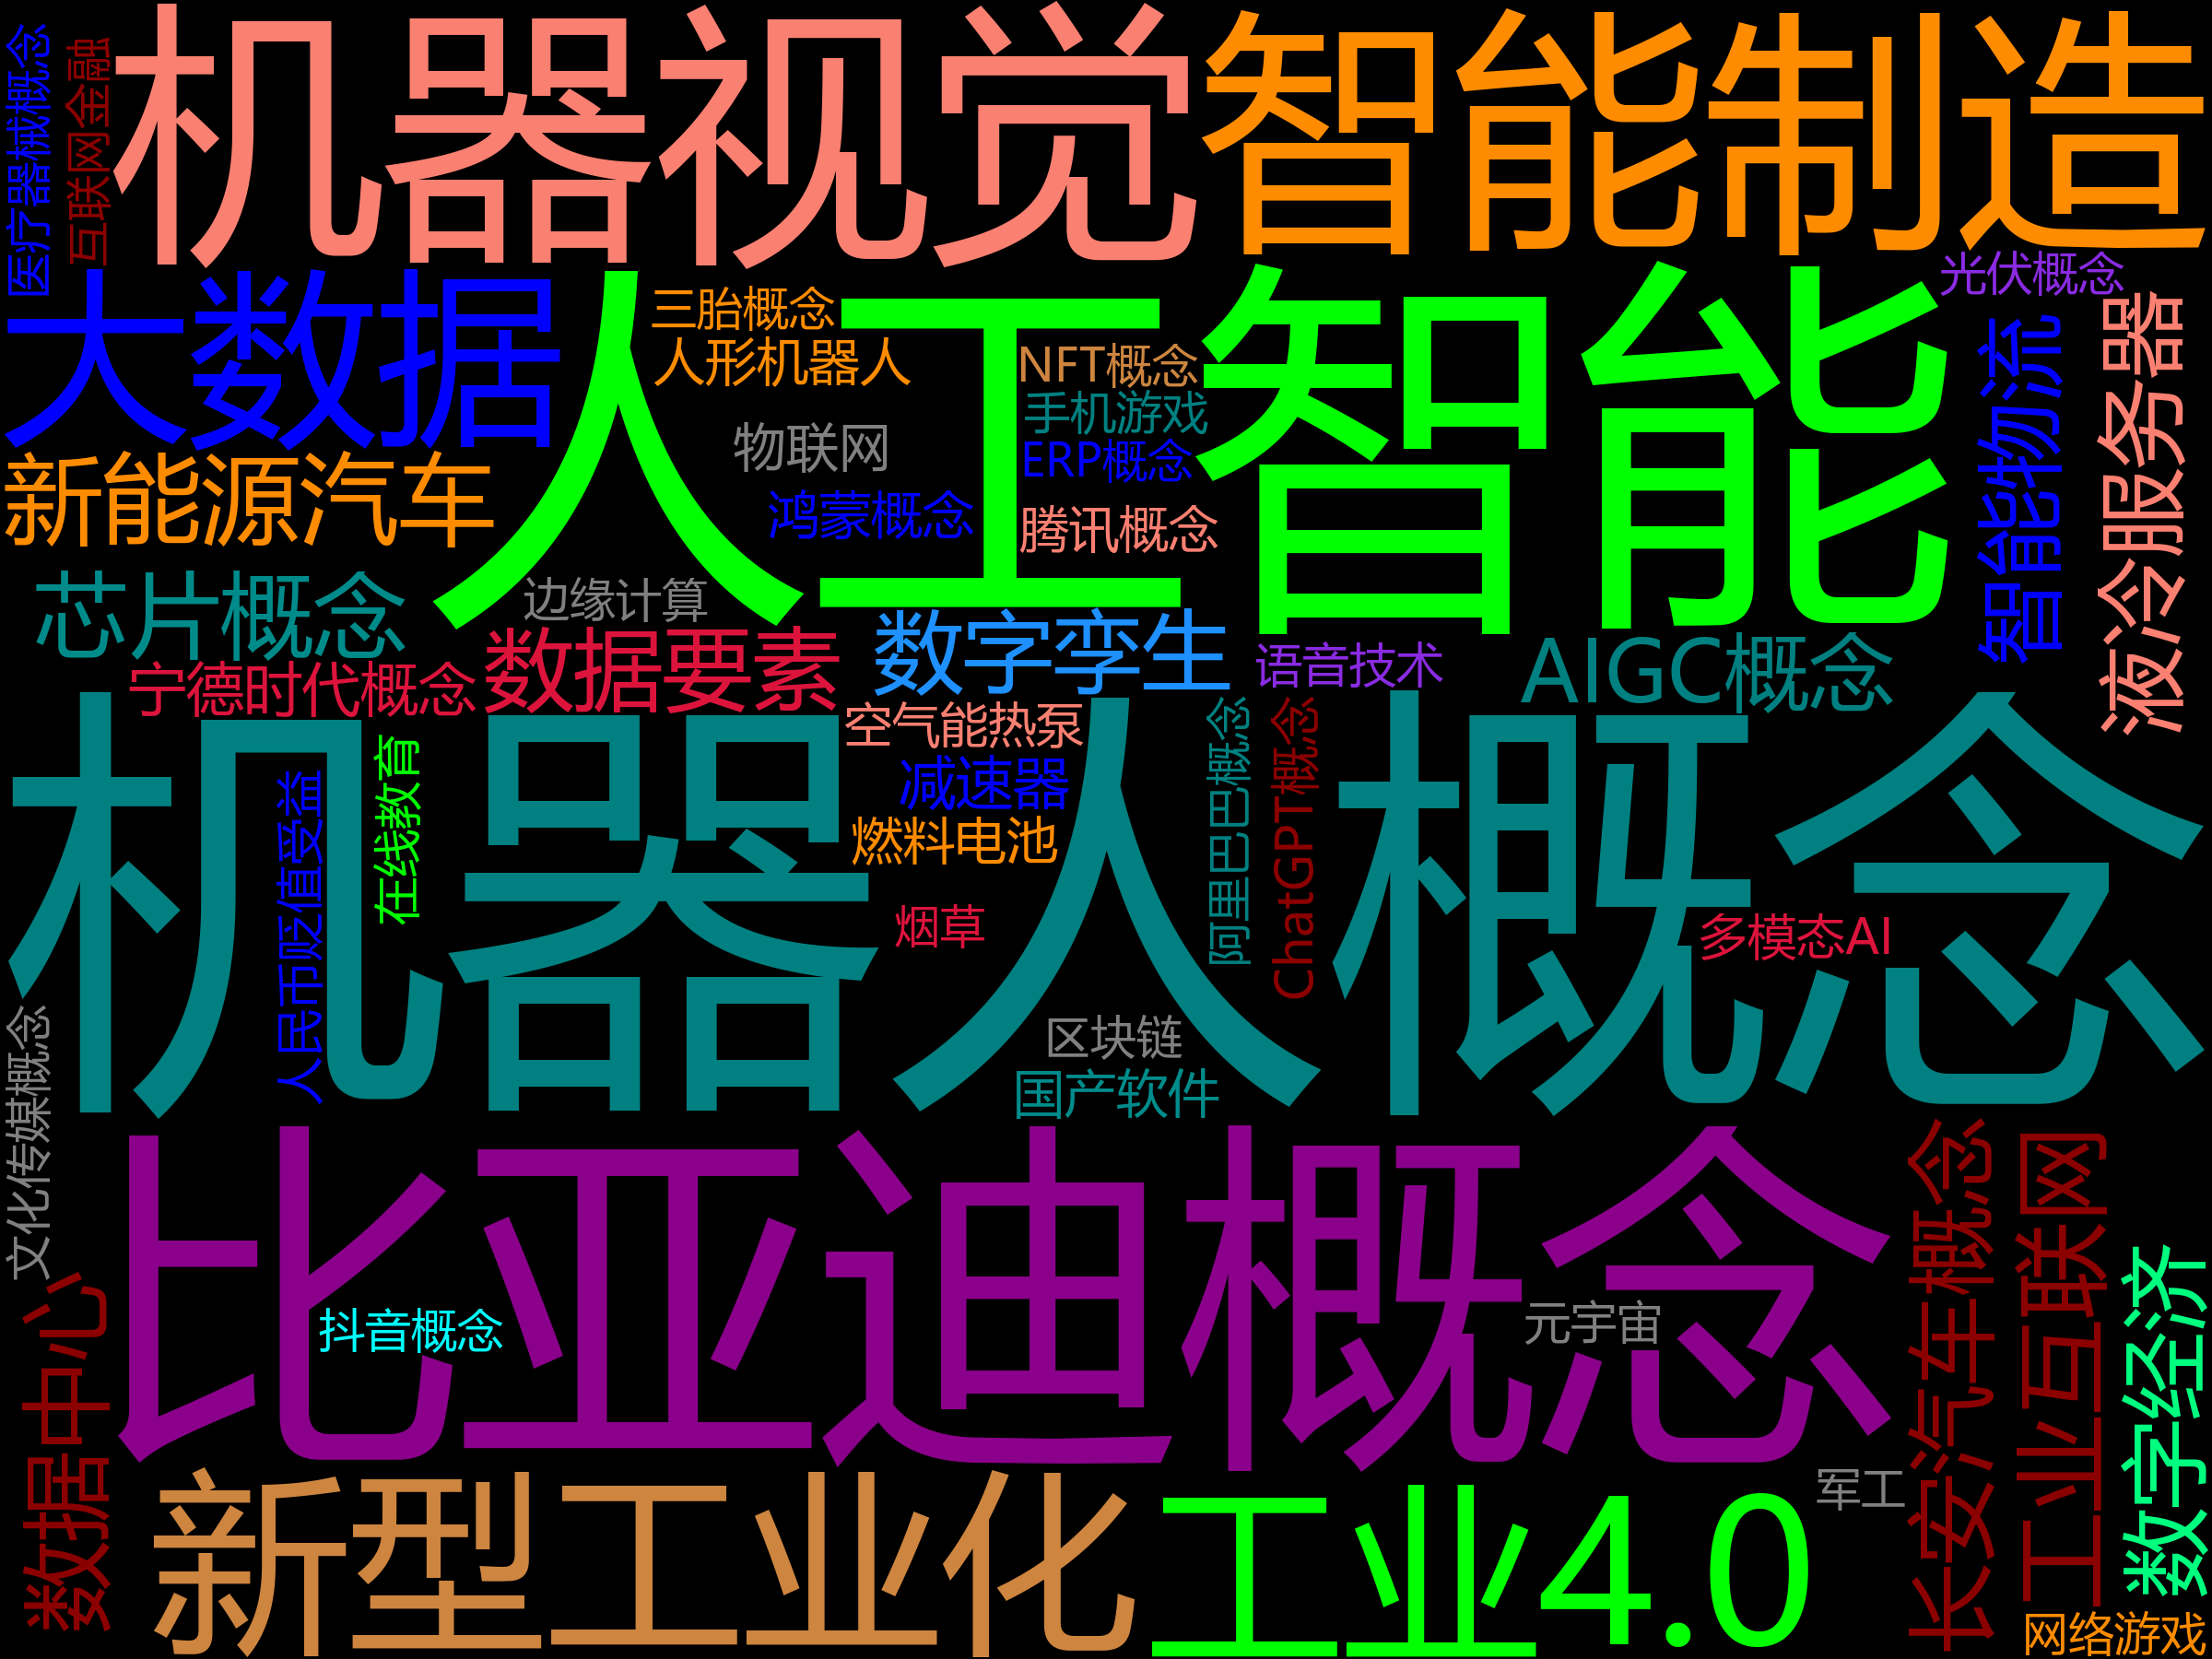 医疗器械概念
互联网金融
机器视觉
智能制造
大数据
人工智能
三胎概念
人形机器人
NFT概念
手机游戏
ERP概念
腾讯概念
物联网
鸿蒙概念
光伏概念
智能物流
液冷服务器
新能源汽车
芯片概念
边缘计算
宁德时代概念
数据要素
数字孪生
语音技术
AIGC概念
空气能热泵
减速器
燃料电池
烟草
阿里巴巴概念
ChatGPT概念
机器人概念
在线教育
人民币贬值受益
多模态AI
区块链
国产软件
文化传媒概念
比亚迪概念
抖音概念
元宇宙
数据中心
新型工业化
工业4.0
军工
长安汽车概念
工业互联网
数字经济
网络游戏